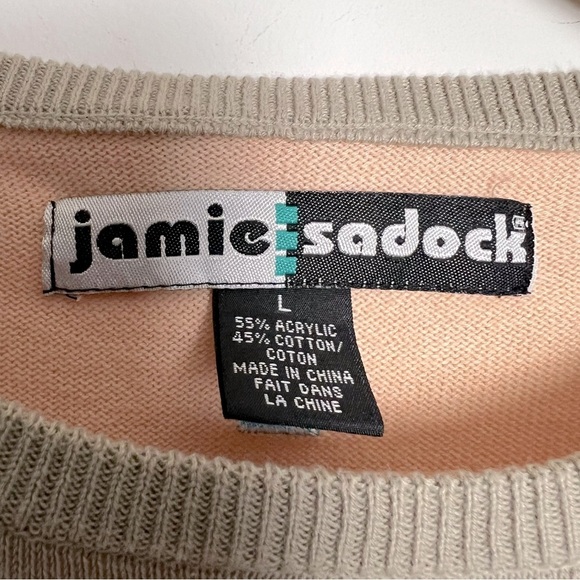 jamie sadock®
L
55% ACRYLIC
45% COTTON/
COTON
MADE IN CHINA
FAIT DANS
LA CHINE